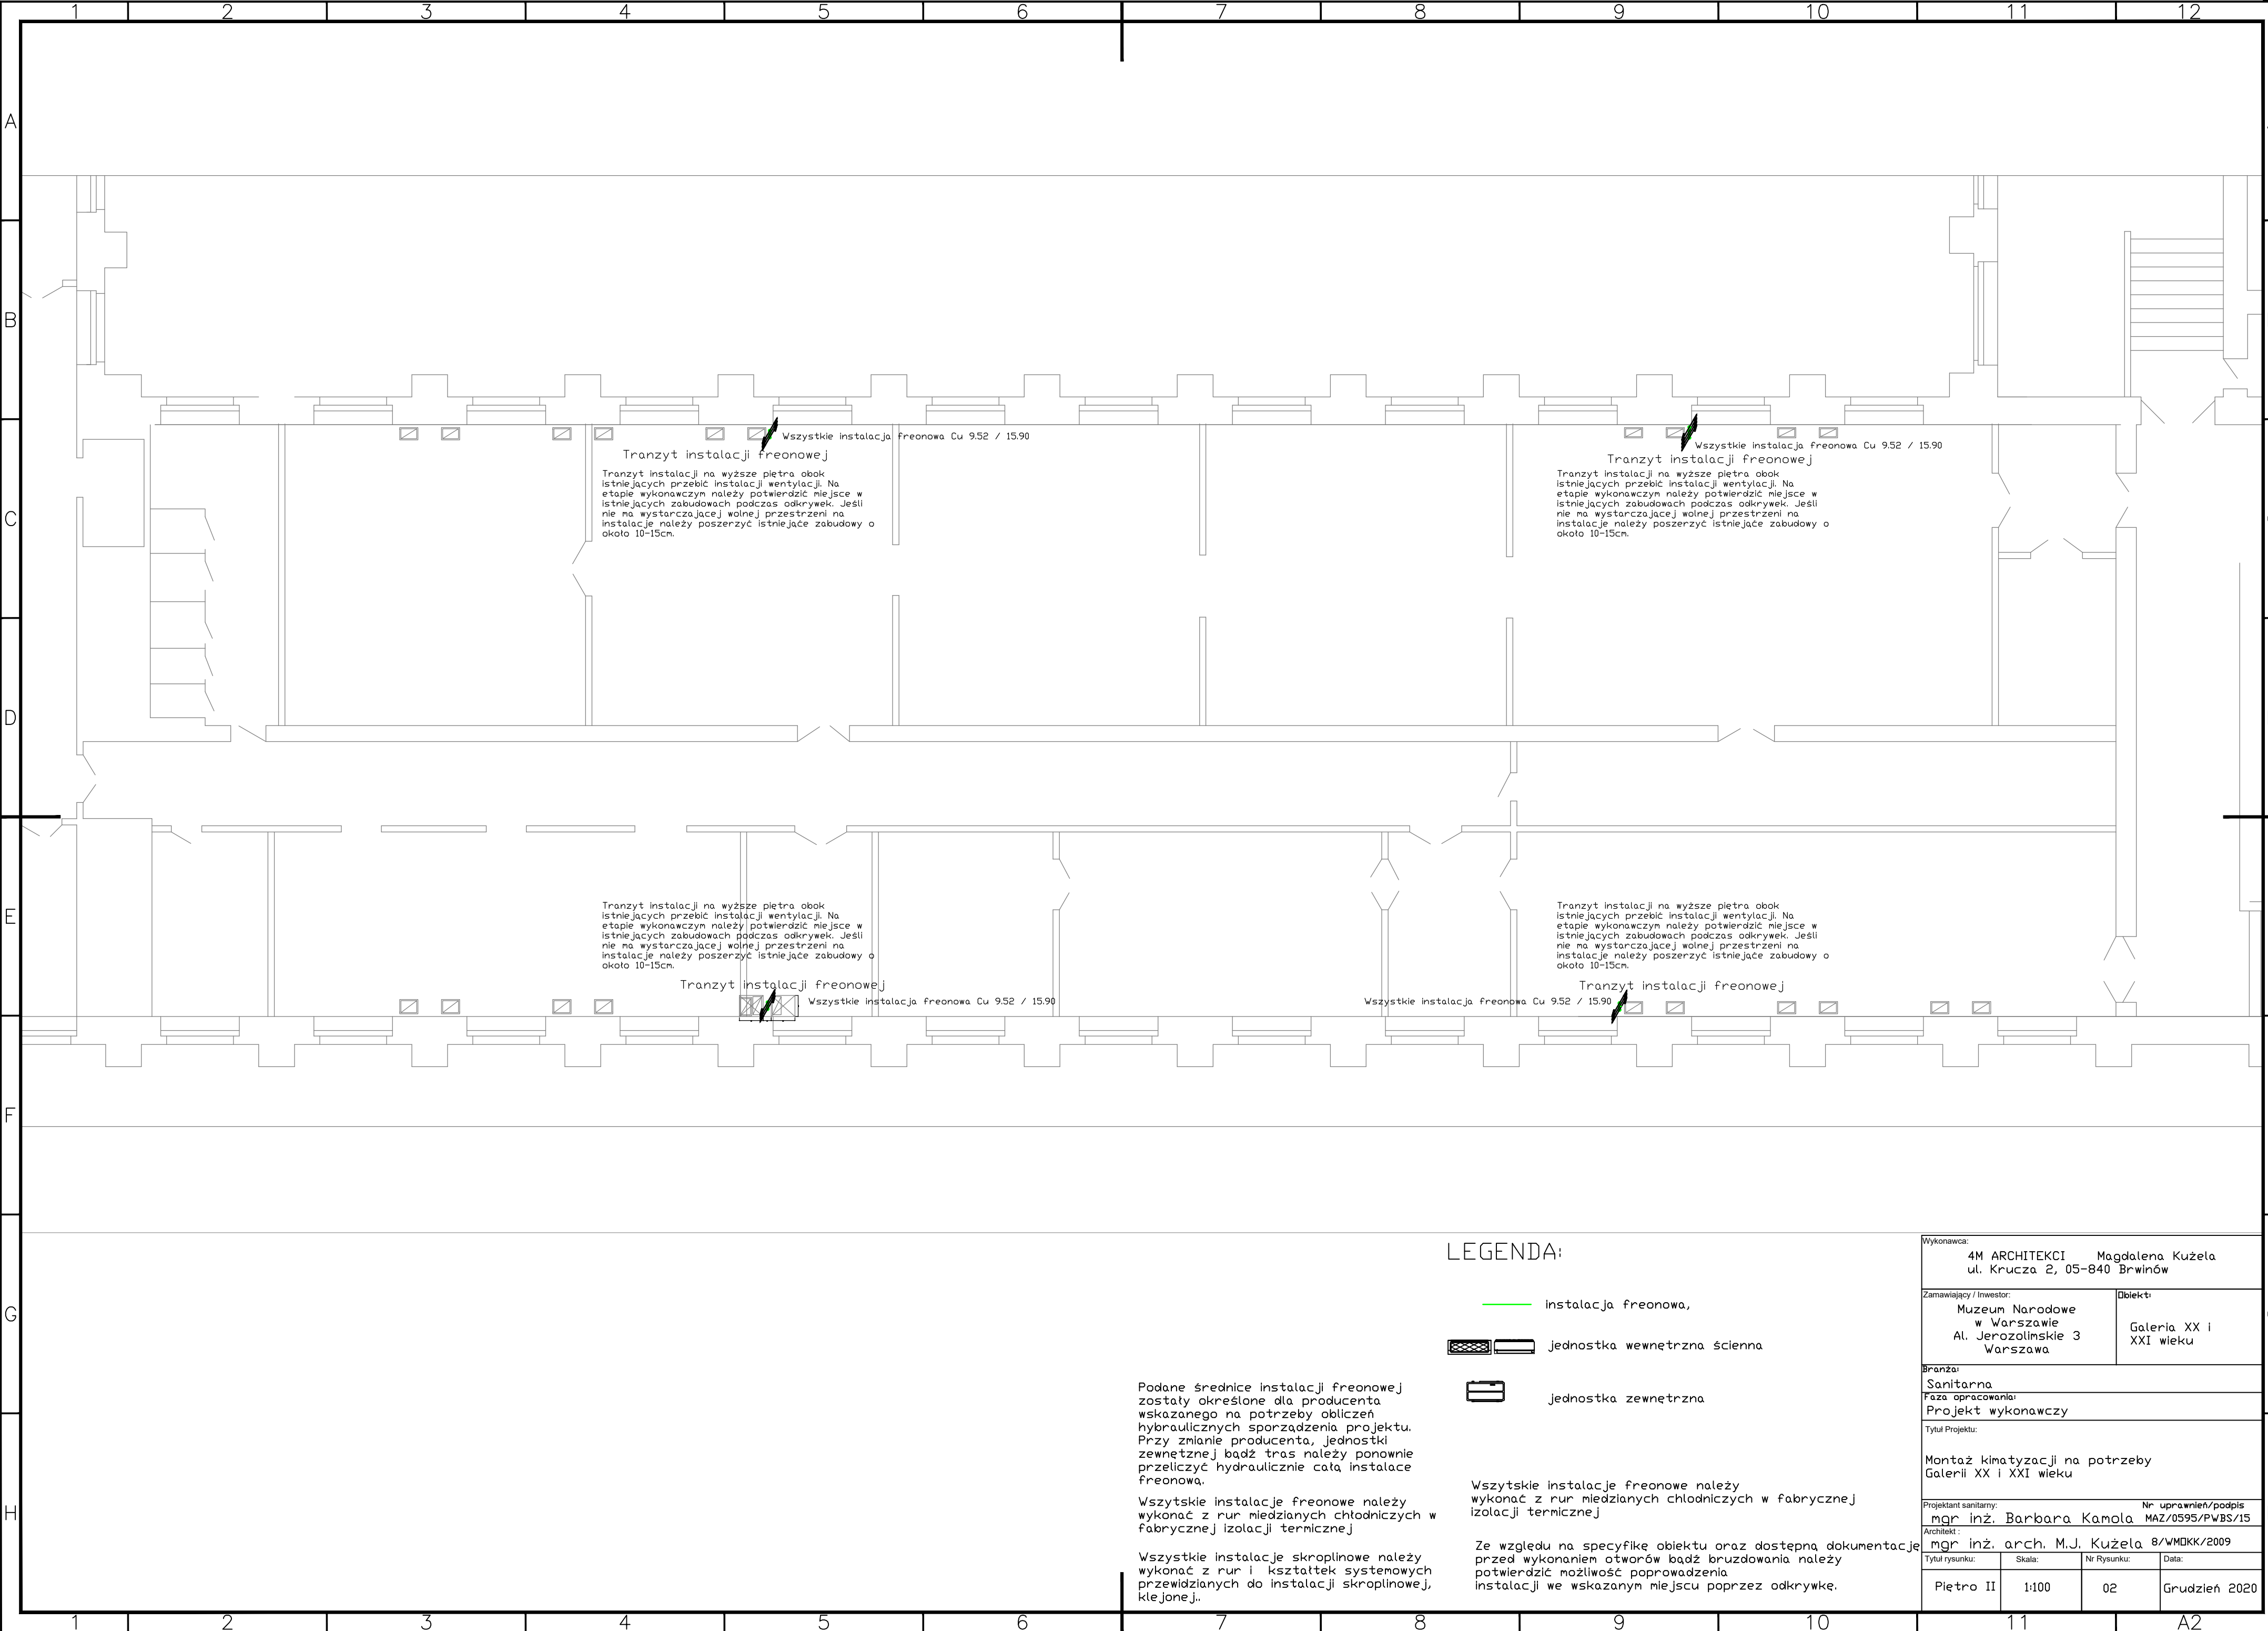 1 2 3 4 5 6 7 8 9 10 11 12
A
B
C
D
E
F
G
H
Wszystkie instalacja freonowa Cu 9.52 / 15.90
Tranzyt instalacji freonowej
Tranzyt instalacji na wyższe piętra obok
istniejących przebić instalacji wentylacji. Na
etapie wykonawczym należy potwierdzić miejsce w
istniejących zabudowach podczas odkrywek. Jeśli
nie ma wystarczającej wolnej przestrzeni na
instalacje należy poszerzyć istniejące zabudowy o
około 10-15cm.
Wszystkie instalacja freonowa Cu 9.52 / 15.90
Tranzyt instalacji freonowej
Tranzyt instalacji na wyższe piętra obok
istniejących przebić instalacji wentylacji. Na
etapie wykonawczym należy potwierdzić miejsce w
istniejących zabudowach podczas odkrywek. Jeśli
nie ma wystarczającej wolnej przestrzeni na
instalacje należy poszerzyć istniejące zabudowy o
około 10-15cm.
Tranzyt instalacji na wyższe piętra obok
istniejących przebić instalacji wentylacji. Na
etapie wykonawczym należy potwierdzić miejsce w
istniejących zabudowach podczas odkrywek. Jeśli
nie ma wystarczającej wolnej przestrzeni na
instalacje należy poszerzyć istniejące zabudowy o
około 10-15cm.
Tranzyt instalacji freonowej
Wszystkie instalacja freonowa Cu 9.52 / 15.90
Tranzyt instalacji na wyższe piętra obok
istniejących przebić instalacji wentylacji. Na
etapie wykonawczym należy potwierdzić miejsce w
istniejących zabudowach podczas odkrywek. Jeśli
nie ma wystarczającej wolnej przestrzeni na
instalacje należy poszerzyć istniejące zabudowy o
około 10-15cm.
Tranzyt instalacji freonowej
Wszystkie instalacja freonowa Cu 9.52 / 15.90
LEGENDA:
instalacja freonowa,
jednostka wewnętrzna ścienna
jednostka zewnętrzna
Podane średnice instalacji freonowej
zostały określone dla producenta
wskazanego na potrzeby obliczeń
hybraulicznych sporządzenia projektu.
Przy zmianie producenta, jednostki
zewnętznej bądź tras należy ponownie
przeliczyć hydraulicznie całą instalace
freonową.
Wszytskie instalacje freonowe należy
wykonać z rur miedzianych chłodniczych w
fabrycznej izolacji termicznej
Wszystkie instalacje skroplinowe należy
wykonać z rur i kształtek systemowych
przewidzianych do instalacji skroplinowej,
klejonej..
Wszytskie instalacje freonowe należy
wykonać z rur miedzianych chlodniczych w fabrycznej
izolacji termicznej
Ze względu na specyfikę obiektu oraz dostępną dokumentację
przed wykonaniem otworów bądź bruzdowania należy
potwierdzić możliwość poprowadzenia
instalacji we wskazanym miejscu poprzez odkrywkę.
Wykonawca:
4M ARCHITEKCI Magdalena Kużela
ul. Krucza 2, 05-840 Brwinów
Zamawiający / Inwestor:
Muzeum Narodowe
w Warszawie
Al. Jerozolimskie 3
Warszawa
Obiekt:
Galeria XX i
XXI wieku
Branża:
Sanitarna
Faza opracowania:
Projekt wykonawczy
Tytuł Projektu:
Montaż kimatyzacji na potrzeby
Galerii XX i XXI wieku
Projektant sanitarny: Nr uprawnień/podpis
mgr inż. Barbara Kamola MAZ/0595/PWBS/15
Architekt :
mgr inż. arch. M.J. Kużela 8/WMOKK/2009
Tytuł rysunku: Skala: Nr Rysunku: Data:
Piętro II 1:100 02 Grudzień 2020
1 2 3 4 5 6 7 8 9 10 11 A2